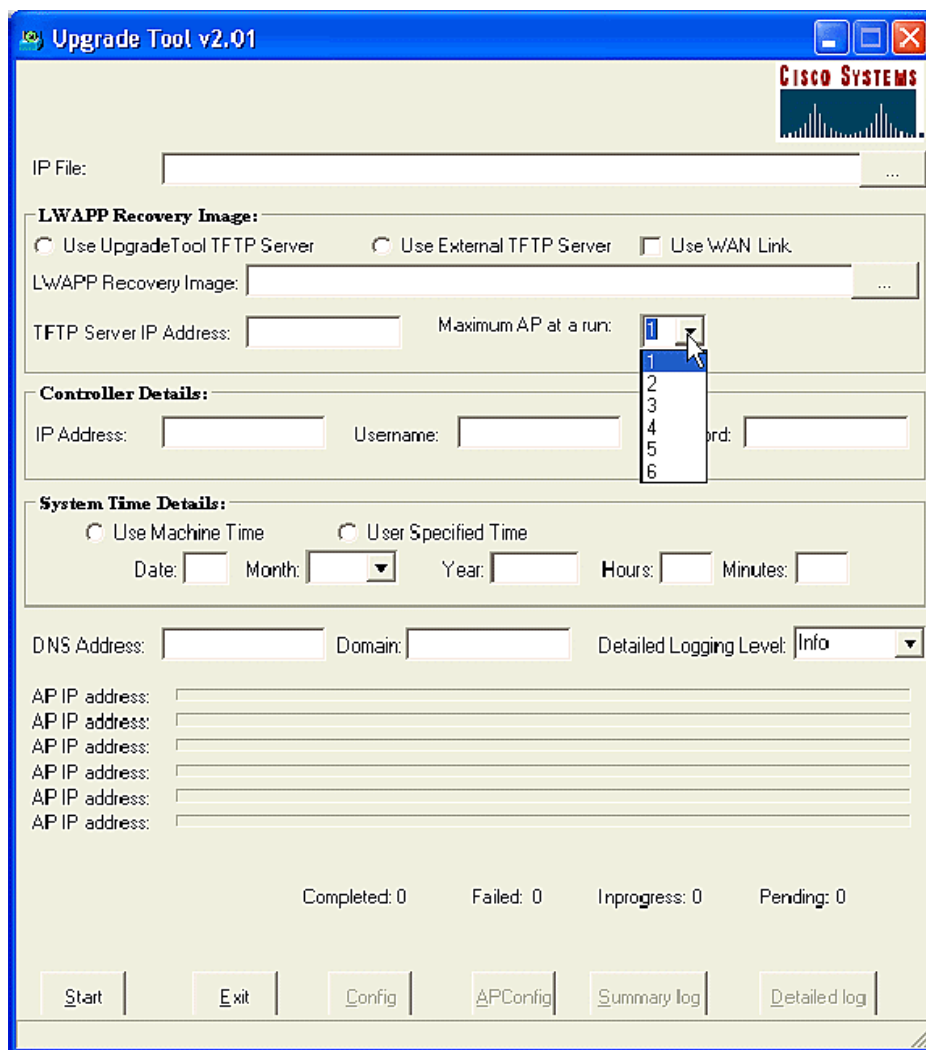 Upgrade Tool v2.01
CISCO SYSTEMS
IP File:
...
LWAPP Recovery Image:
Use UpgradeTool TFTP Server
Use External TFTP Server
Use WAN Link
LWAPP Recovery Image:
...
TFTP Server IP Address:
Maximum AP at a run:
1
1
2
3
4
5
6
Controller Details:
IP Address:
Username:
ord:
System Time Details:
Use Machine Time
User Specified Time
Date:
Month:
Year:
Hours:
Minutes:
DNS Address:
Domain:
Detailed Logging Level:
Info
AP IP address:
AP IP address:
AP IP address:
AP IP address:
AP IP address:
AP IP address:
Completed: 0
Failed: 0
Inprogress: 0
Pending: 0
Start
Exit
Config
APConfig
Summary log
Detailed log